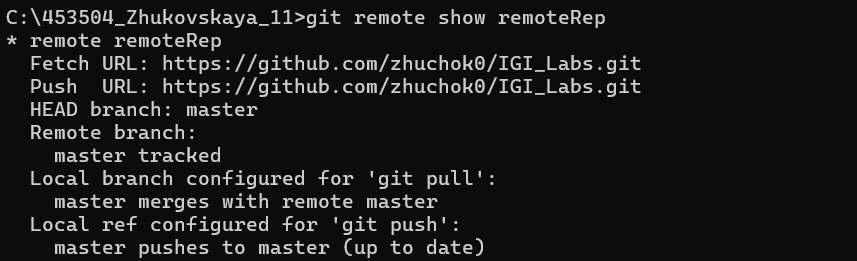 C:\453504_Zhukovskaya_11>git remote show remoteRep
* remote remoteRep
  Fetch URL: https://github.com/zhuchok0/IGI_Labs.git
  Push  URL: https://github.com/zhuchok0/IGI_Labs.git
  HEAD branch: master
  Remote branch:
    master tracked
  Local branch configured for 'git pull':
    master merges with remote master
  Local ref configured for 'git push':
    master pushes to master (up to date)